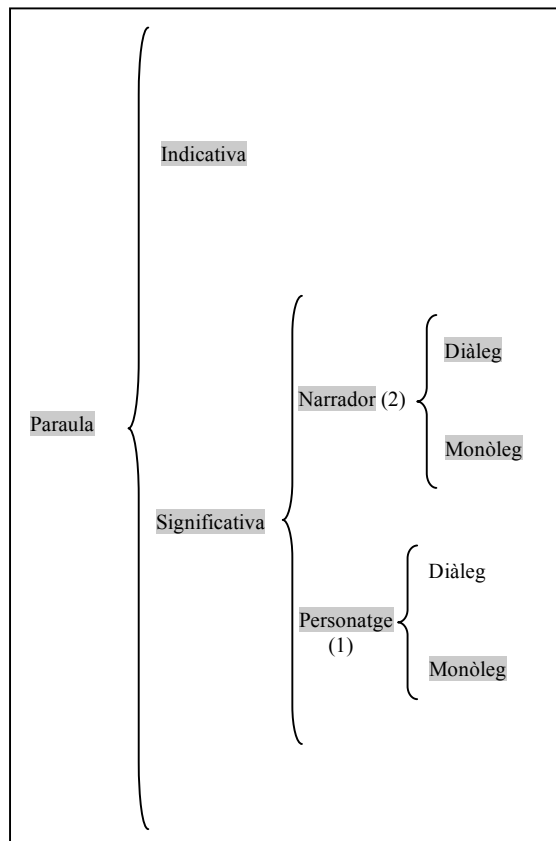 Indicativa
Diàleg
Narrador (2)
Paraula
Monòleg
Significativa
Diàleg
Personatge
(1)
Monòleg